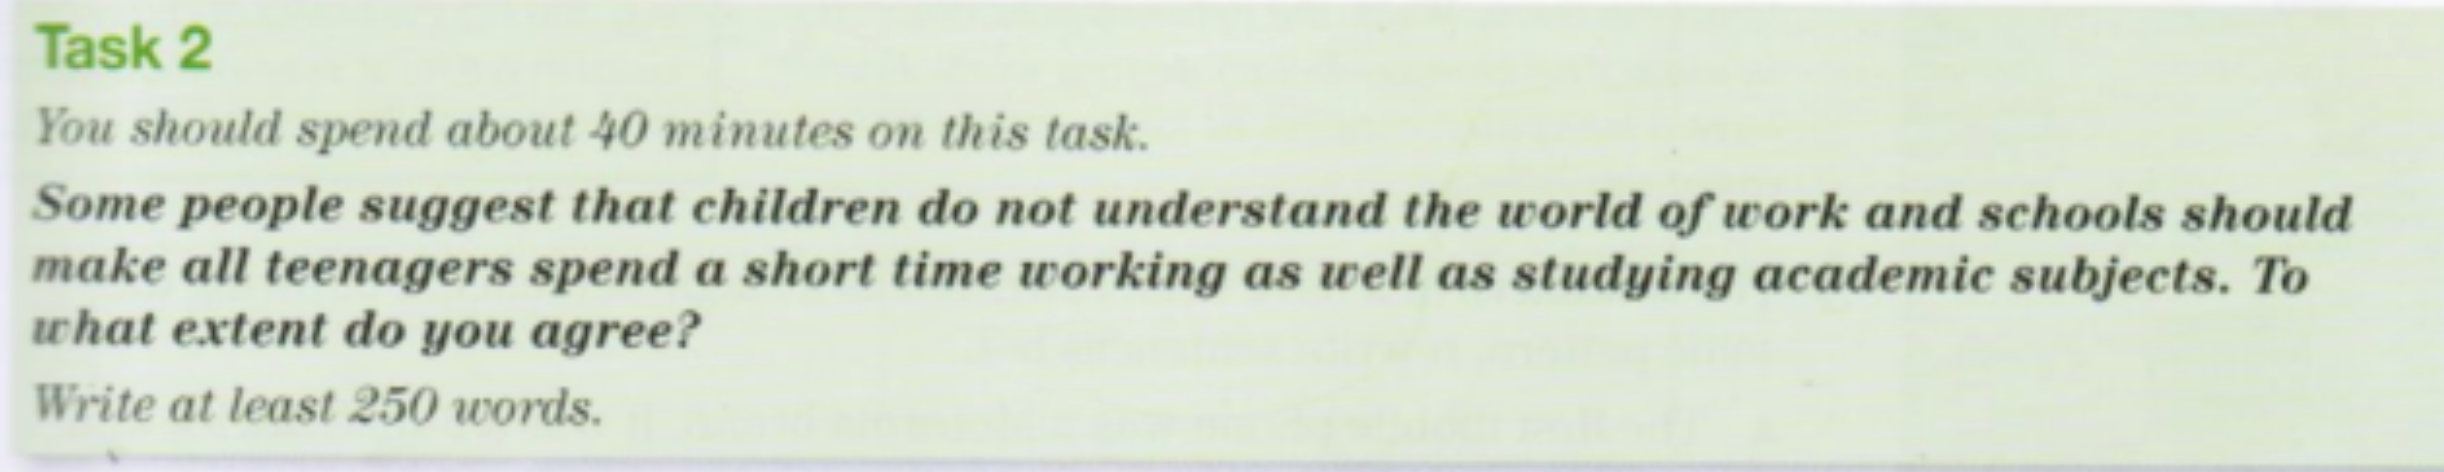 Task 2
You should spend about 40 minutes on this task.
Some people suggest that children do not understand the world of work and schools should
make all teenagers spend a short time working as well as studying academic subjects. To
what extent do you agree?
Write at least 250 words.